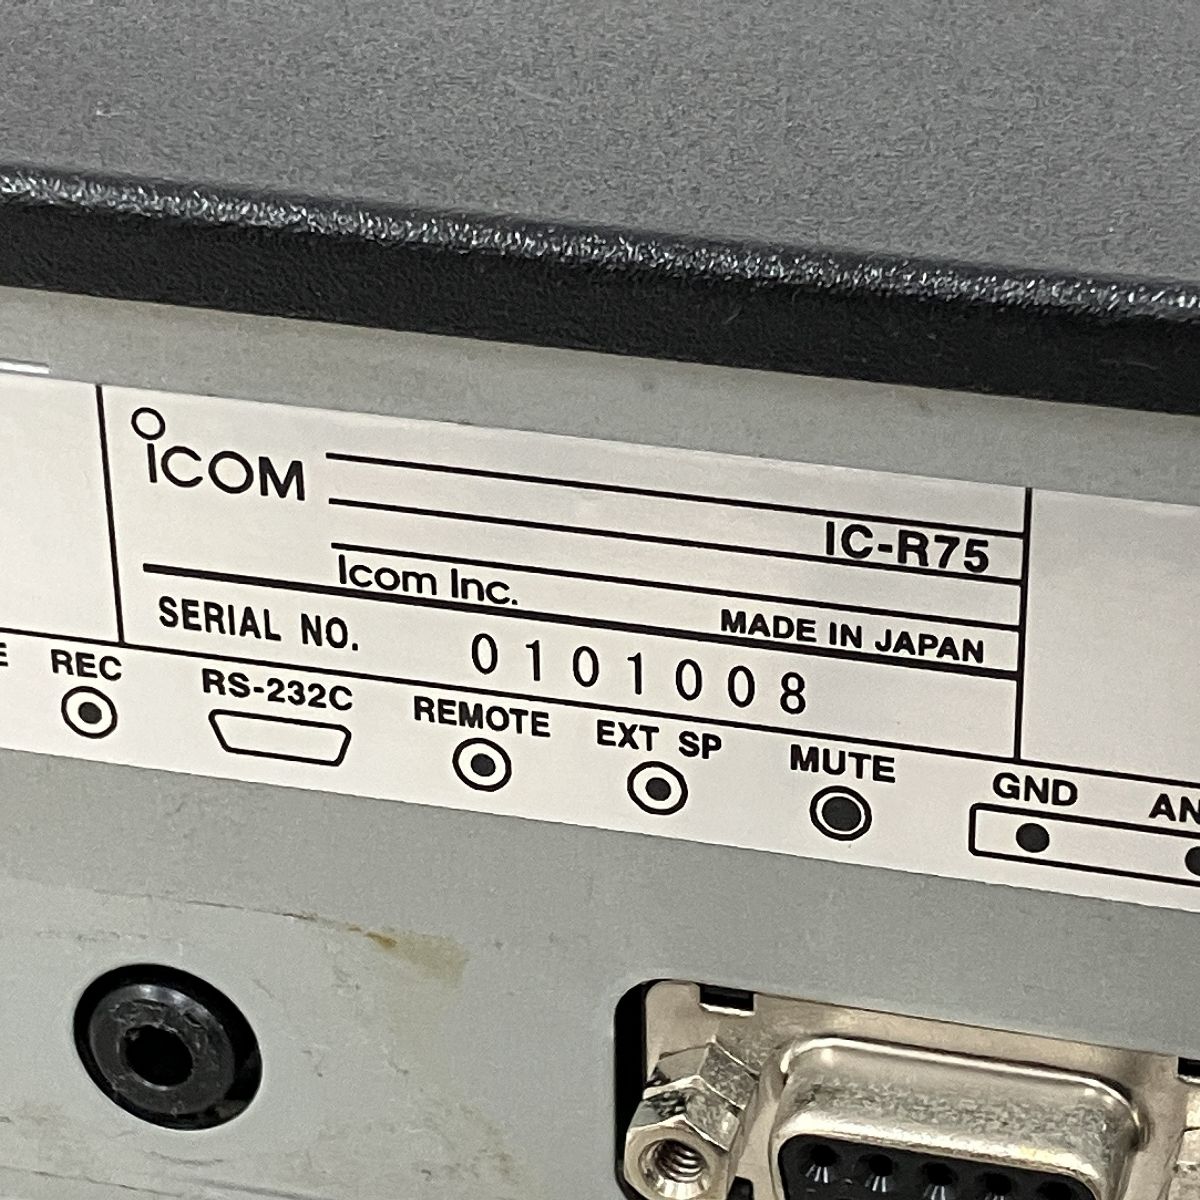 iCOM
IC-R75
Icom Inc.
MADE IN JAPAN
SERIAL NO. 0101008
REC
RS-232C
REMOTE
EXT SP
MUTE
GND